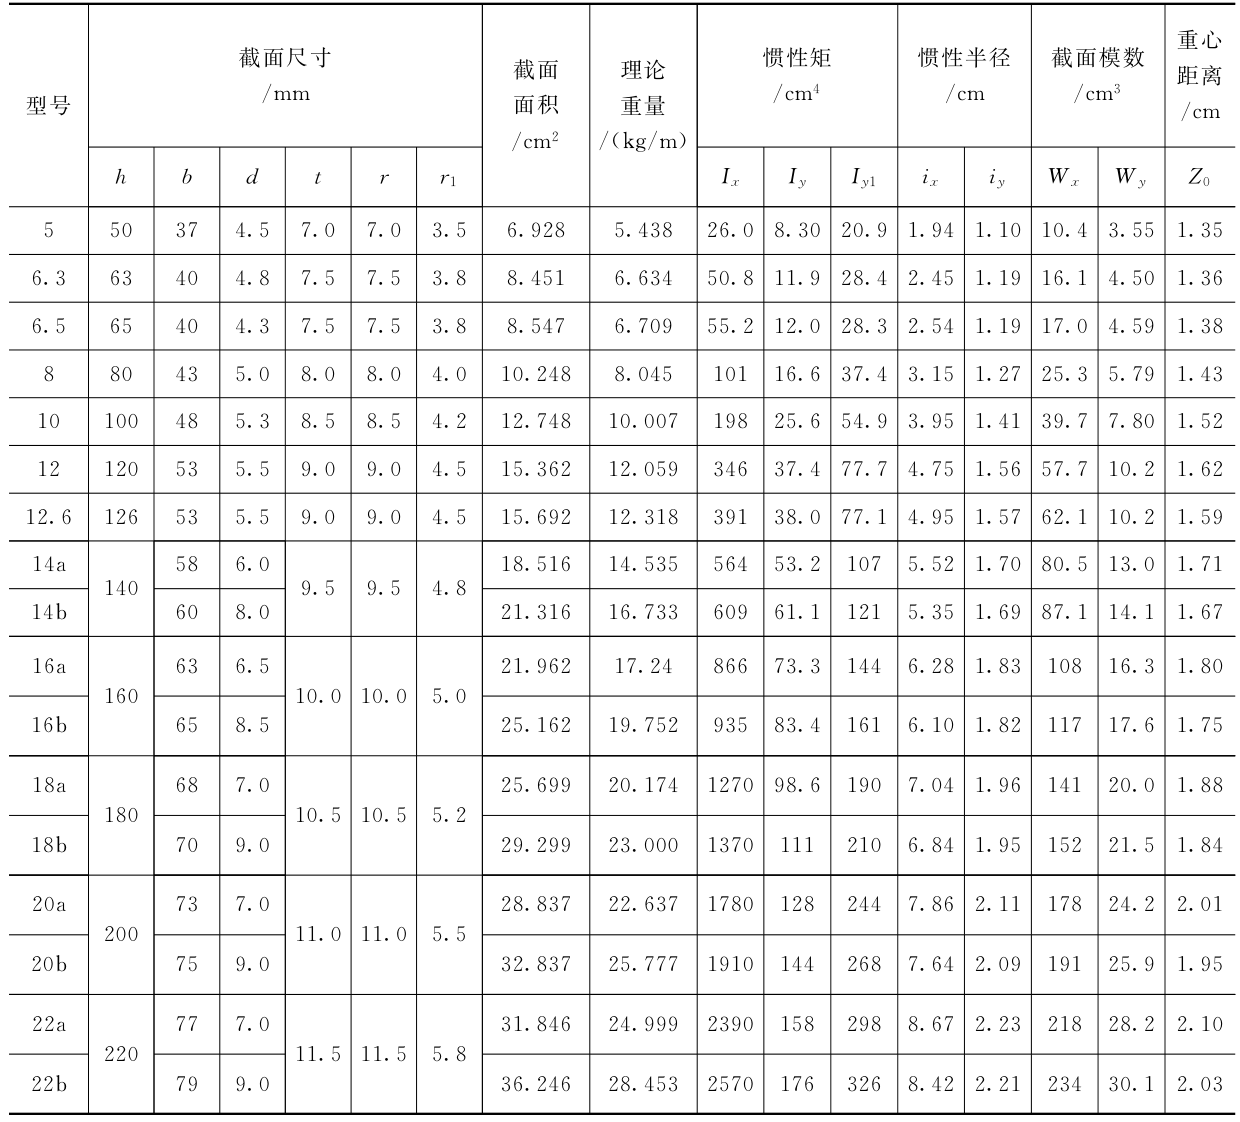 型号 截面尺寸/mm 截面面积/cm² 理论重量/(kg/m) 惯性矩/cm⁴ 惯性半径/cm 截面模数/cm³ 重心距离/cm
h b d t r r₁ Iₓ I_y I_y1 iₓ i_y Wₓ W_y Z₀
5 50 37 4.5 7.0 7.0 3.5 6.928 5.438 26.0 8.30 20.9 1.94 1.10 10.4 3.55 1.35
6.3 63 40 4.8 7.5 7.5 3.8 8.451 6.634 50.8 11.9 28.4 2.45 1.19 16.1 4.50 1.36
6.5 65 40 4.3 7.5 7.5 3.8 8.547 6.709 55.2 12.0 28.3 2.54 1.19 17.0 4.59 1.38
8 80 43 5.0 8.0 8.0 4.0 10.248 8.045 101 16.6 37.4 3.15 1.27 25.3 5.79 1.43
10 100 48 5.3 8.5 8.5 4.2 12.748 10.007 198 25.6 54.9 3.95 1.41 39.7 7.80 1.52
12 120 53 5.5 9.0 9.0 4.5 15.362 12.059 346 37.4 77.7 4.75 1.56 57.7 10.2 1.62
12.6 126 53 5.5 9.0 9.0 4.5 15.692 12.318 391 38.0 77.1 4.95 1.57 62.1 10.2 1.59
14a 140 58 6.0 9.5 9.5 4.8 18.516 14.535 564 53.2 107 5.52 1.70 80.5 13.0 1.71
14b 60 8.0 21.316 16.733 609 61.1 121 5.35 1.69 87.1 14.1 1.67
16a 160 63 6.5 10.0 10.0 5.0 21.962 17.24 866 73.3 144 6.28 1.83 108 16.3 1.80
16b 65 8.5 25.162 19.752 935 83.4 161 6.10 1.82 117 17.6 1.75
18a 180 68 7.0 10.5 10.5 5.2 25.699 20.174 1270 98.6 190 7.04 1.96 141 20.0 1.88
18b 70 9.0 29.299 23.000 1370 111 210 6.84 1.95 152 21.5 1.84
20a 200 73 7.0 11.0 11.0 5.5 28.837 22.637 1780 128 244 7.86 2.11 178 24.2 2.01
20b 75 9.0 32.837 25.777 1910 144 268 7.64 2.09 191 25.9 1.95
22a 220 77 7.0 11.5 11.5 5.8 31.846 24.999 2390 158 298 8.67 2.23 218 28.2 2.10
22b 79 9.0 36.246 28.453 2570 176 326 8.42 2.21 234 30.1 2.03